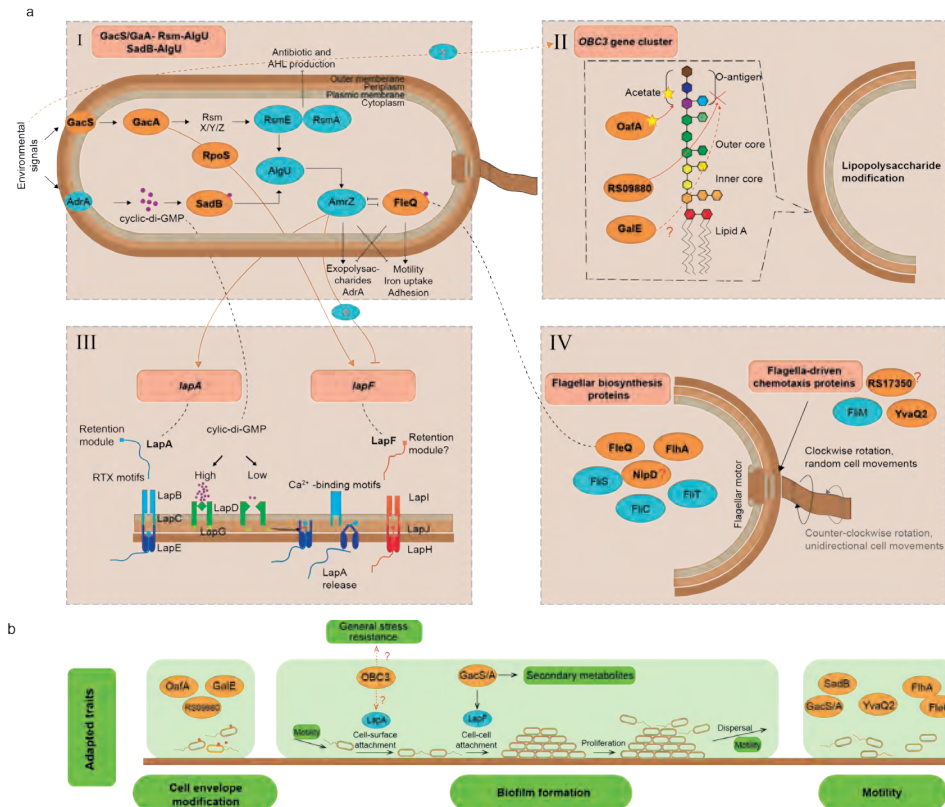 a
I
GacS/GaA- Rsm-AlgU
SadB-AlgU
?
Antibiotic and
AHL production
Outer memberane
Periplasm
Plasmic membrane
Cytoplasm
Environmental
signals
GacS
GacA
Rsm
X/Y/Z
RsmE
RsmA
RpoS
AlgU
AdrA
cyclic-di-GMP
SadB
AmrZ
FleQ
Exopolysac-
charides
AdrA
Motility
Iron uptake
Adhesion
?
II
OBC3 gene cluster
Acetate
O-antigen
OafA
Outer core
RS09880
Inner core
GalE
?
Lipid A
Lipopolysaccharide
modification
III
lapA
lapF
Retention
module
LapA
cyclic-di-GMP
LapF
Retention
module?
RTX motifs
High
Low
Ca2+ -binding motifs
LapB
LapD
LapI
LapC
LapG
LapJ
LapE
LapH
LapA
release
IV
Flagellar biosynthesis
proteins
Flagella-driven
chemotaxis proteins
RS17350
?
FliM
YvaQ2
FleQ
FlhA
Clockwise rotation,
random cell movements
NlpD
?
FliS
FliT
FliC
Flagellar motor
Counter-clockwise rotation,
unidirectional cell movements
b
Adapted traits
General stress
resistance
?
OafA
GalE
RS09880
OBC3
GacS/A
Secondary metabolites
?
LapA
LapF
Motility
Cell-surface
attachment
Cell-cell
attachment
Proliferation
Dispersal
Motility
SadB
FlhA
GacS/A
YvaQ2
FleQ
Cell envelope
modification
Biofilm formation
Motility